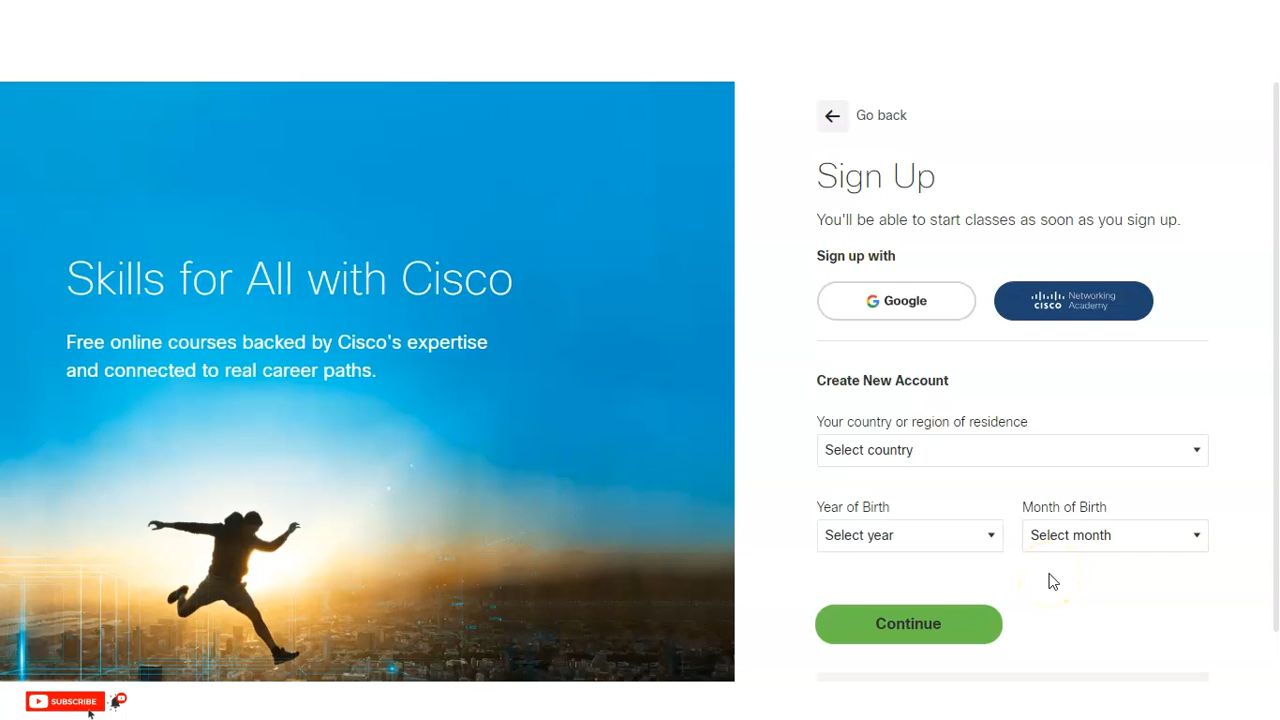 Go back
Sign Up
You'll be able to start classes as soon as you sign up.
Sign up with
Google
CISCO Networking Academy
Skills for All with Cisco
Free online courses backed by Cisco's expertise
and connected to real career paths.
Create New Account
Your country or region of residence
Select country
Year of Birth
Month of Birth
Select year
Select month
Continue
SUBSCRIBE